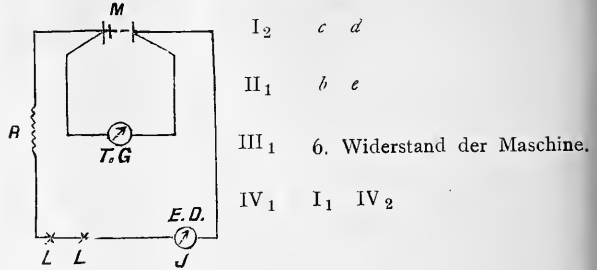 M
R
T.G
E.D.
L L J
I₂ c d
II₁ b e
III₁ 6. Widerstand der Maschine.
IV₁ I₁ IV₂